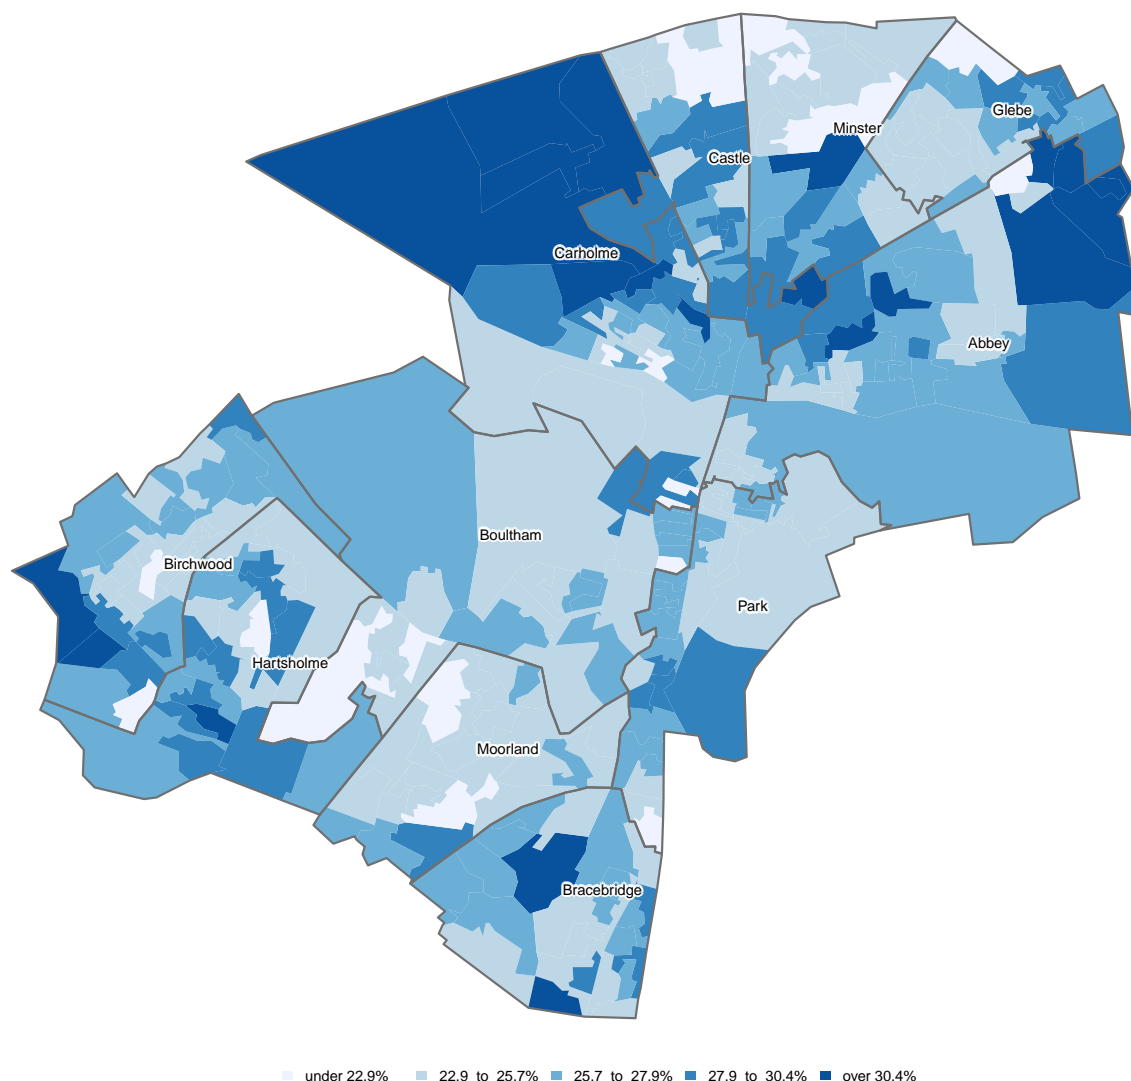 Glebe
Minster
Castle
Carholme
Abbey
Boultham
Birchwood
Park
Hartsholme
Moorland
Bracebridge
under 22.9% 22.9 to 25.7% 25.7 to 27.9% 27.9 to 30.4% over 30.4%